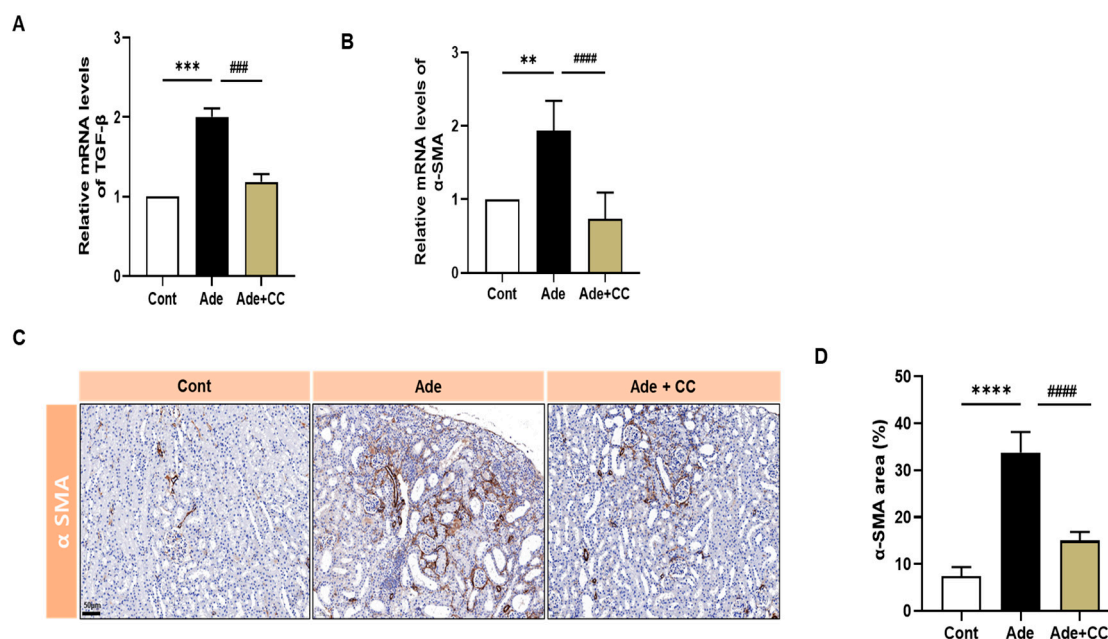 A
Relative mRNA levels
of TGF-β
3
2
1
0
***
###
Cont
Ade
Ade+CC
B
Relative mRNA levels of
α-SMA
3
2
1
0
**
####
Cont
Ade
Ade+CC
C
Cont
Ade
Ade + CC
α SMA
50μm
D
α-SMA area (%)
50
40
30
20
10
0
****
####
Cont
Ade
Ade+CC